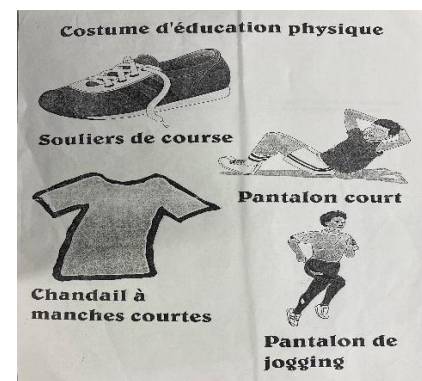 Costume d'éducation physique
Souliers de course
Pantalon court
Chandail à
manches courtes
Pantalon de
jogging